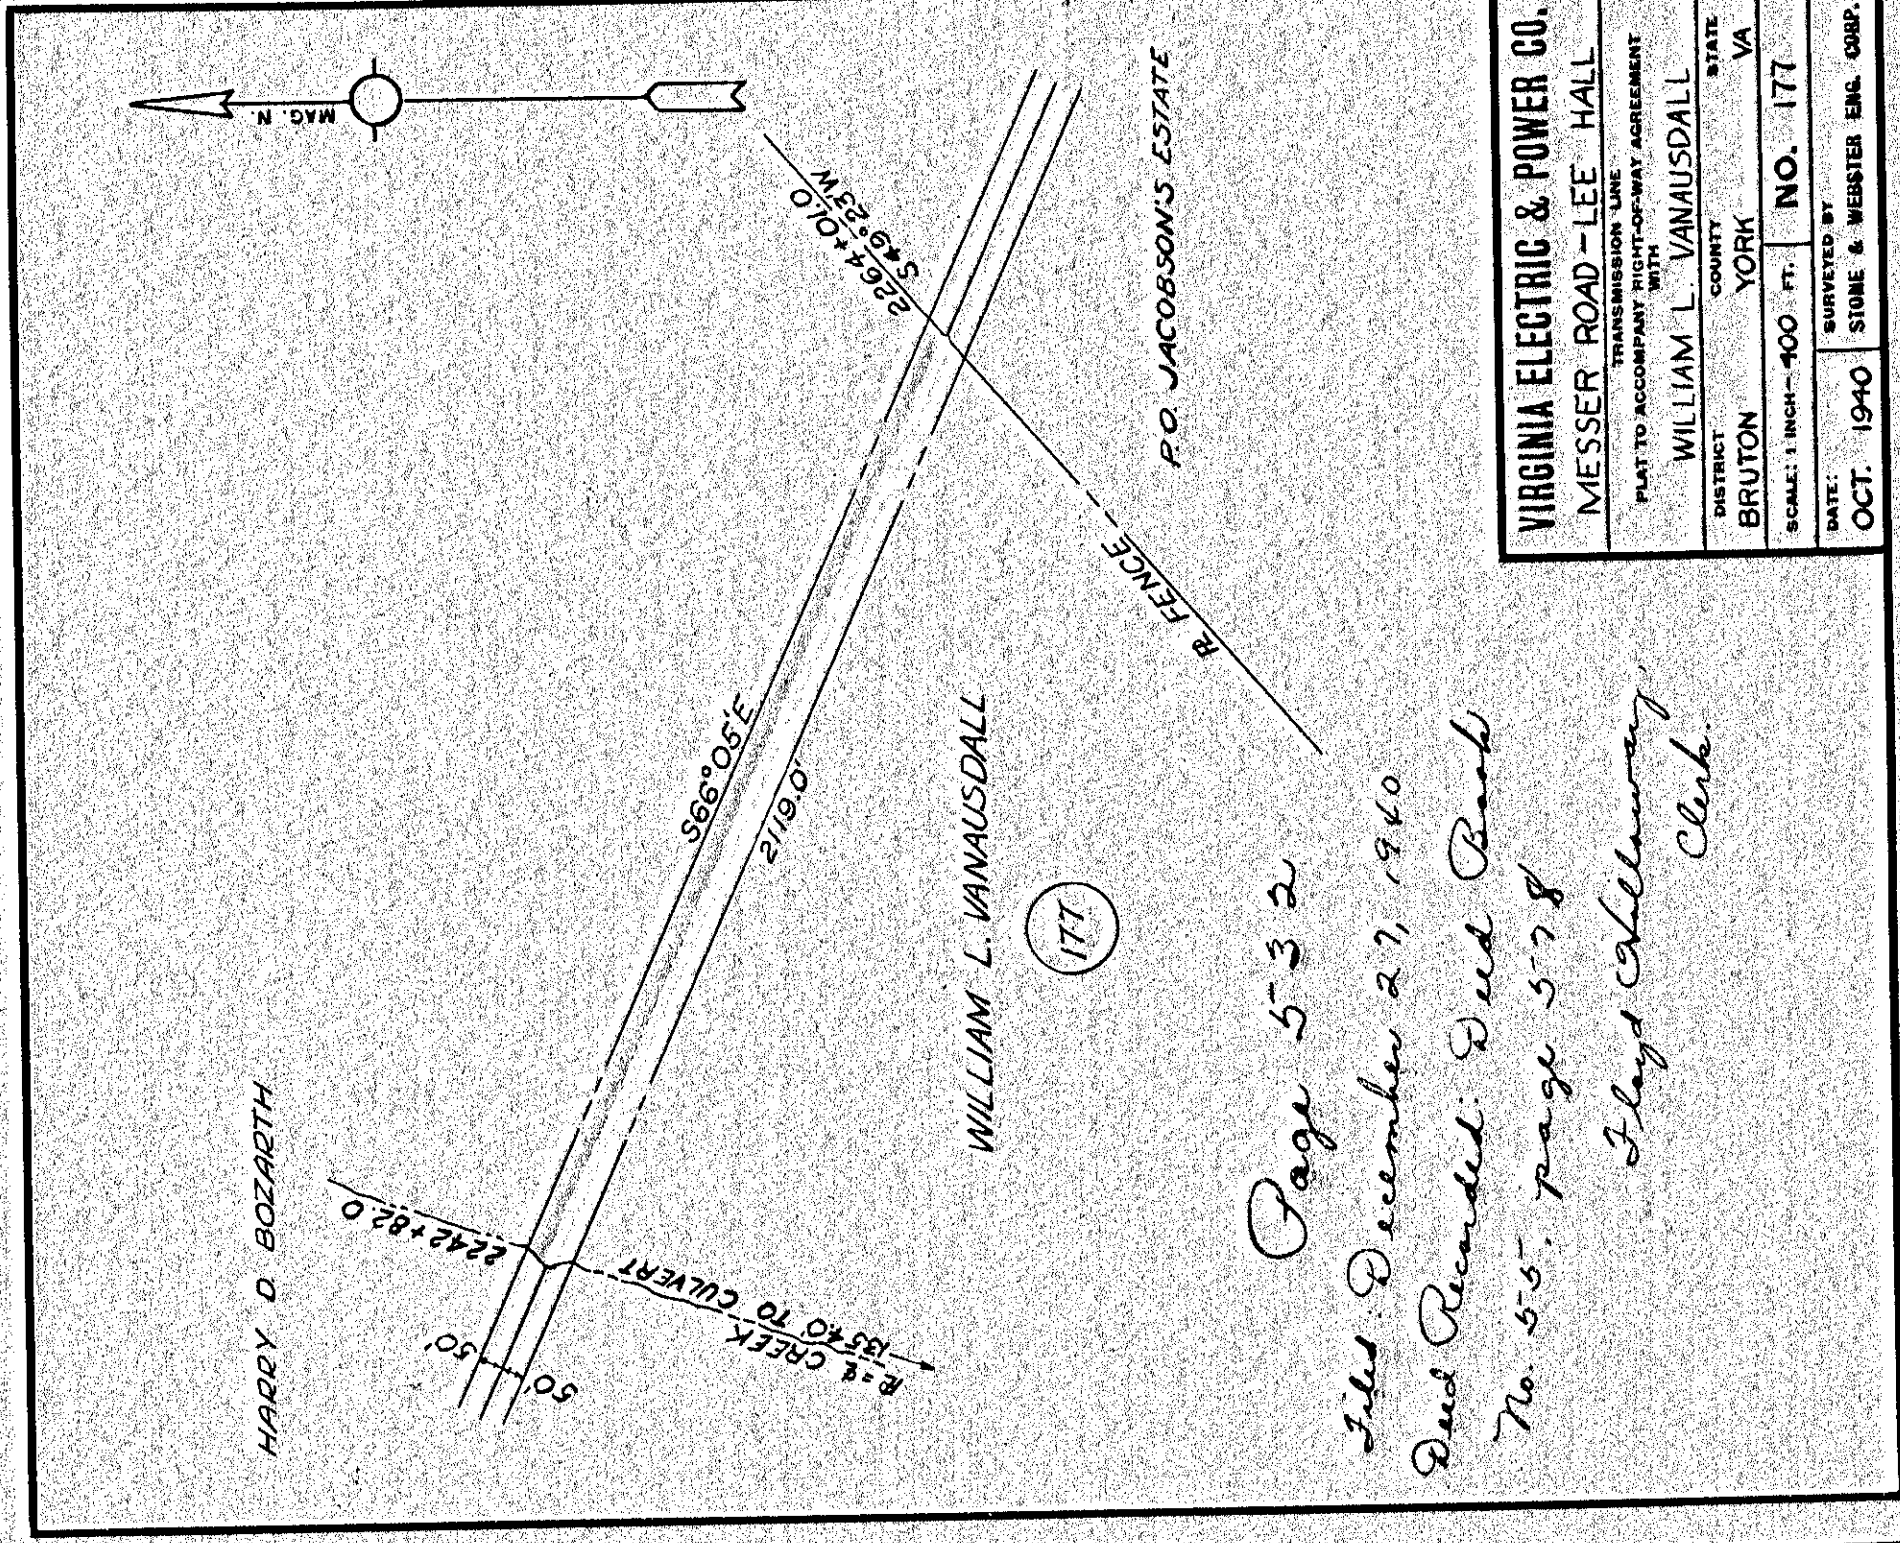 MAG. N.
HARRY D. BOZARTH
2242+82.0
50'
50'
CREEK
1354.0' TO CULVERT
S66°05'E
2119.0'
2264+01.0
S49°23'W
WILLIAM L. VANAUSDALL
177
FENCE
P.O. JACOBSON'S ESTATE
Page 532
Filed: December 27, 1940
Deed Recorded: Deed Book
No. 55, page 578
Floyd Holloway,
Clerk.
VIRGINIA ELECTRIC & POWER CO.
MESSER ROAD-LEE HALL
TRANSMISSION LINE
PLAT TO ACCOMPANY RIGHT-OF-WAY AGREEMENT
WITH
WILLIAM L. VANAUSDALL
DISTRICT COUNTY STATE
BRUTON YORK VA
SCALE: 1 INCH-400 FT. NO. 177
DATE: SURVEYED BY
OCT. 1940 STONE & WEBSTER ENG. CORP.